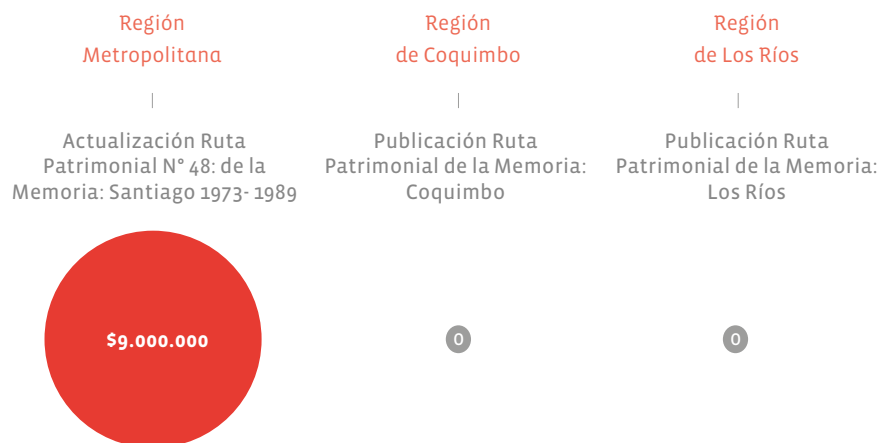 Región
Metropolitana
Actualización Ruta
Patrimonial N° 48: de la
Memoria: Santiago 1973- 1989
$9.000.000
Región
de Coquimbo
Publicación Ruta
Patrimonial de la Memoria:
Coquimbo
0
Región
de Los Ríos
Publicación Ruta
Patrimonial de la Memoria:
Los Ríos
0